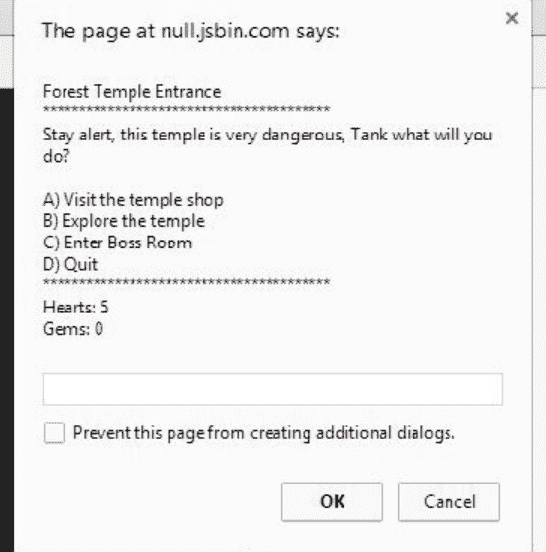 The page at null.jsbin.com says:
Forest Temple Entrance
****************************************
Stay alert, this temple is very dangerous, Tank what will you
do?
A) Visit the temple shop
B) Explore the temple
C) Enter Boss Room
D) Quit
****************************************
Hearts: 5
Gems: 0
Prevent this page from creating additional dialogs.
OK
Cancel